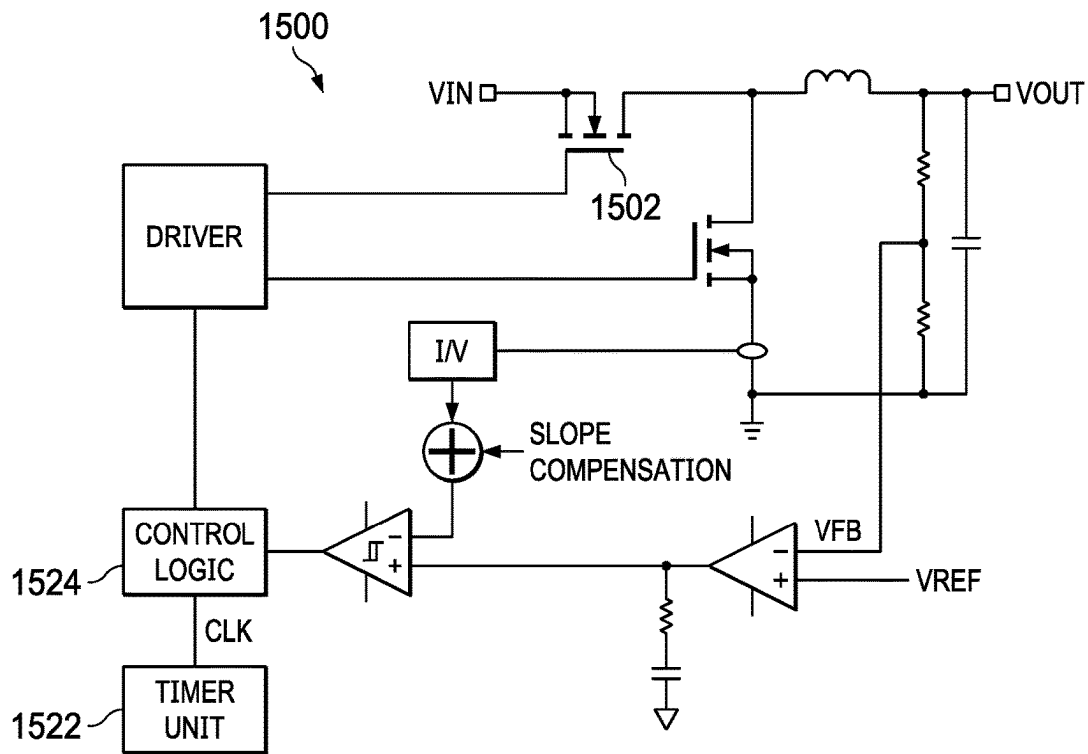 1500
VIN
VOUT
1502
DRIVER
I/V
SLOPE
COMPENSATION
-
+
CONTROL
LOGIC
1524
VFB
-
+
VREF
CLK
TIMER
UNIT
1522